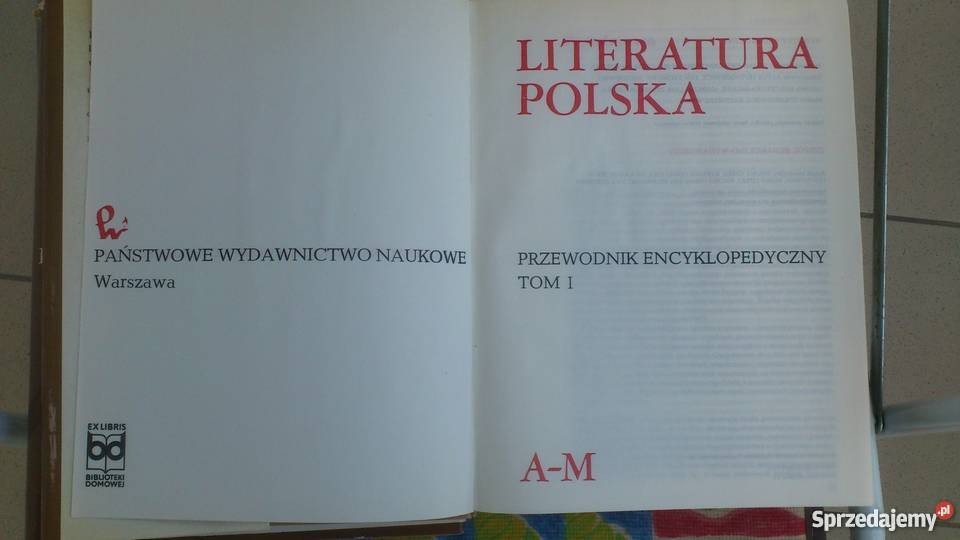 PAŃSTWOWE WYDAWNICTWO NAUKOWE
Warszawa
EX LIBRIS
bd
BIBLIOTEKI
DOMOWEJ
LITERATURA
POLSKA
PRZEWODNIK ENCYKLOPEDYCZNY
TOM I
A–M
Sprzedajemy.pl